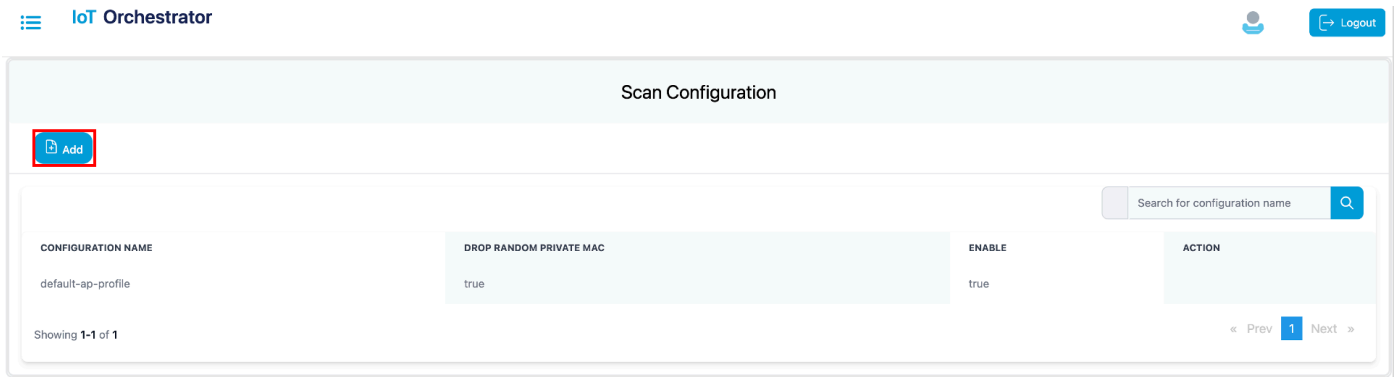 IoT Orchestrator
Logout
Scan Configuration
Add
Search for configuration name
CONFIGURATION NAME DROP RANDOM PRIVATE MAC ENABLE ACTION
default-ap-profile true true
Showing 1-1 of 1
« Prev 1 Next »